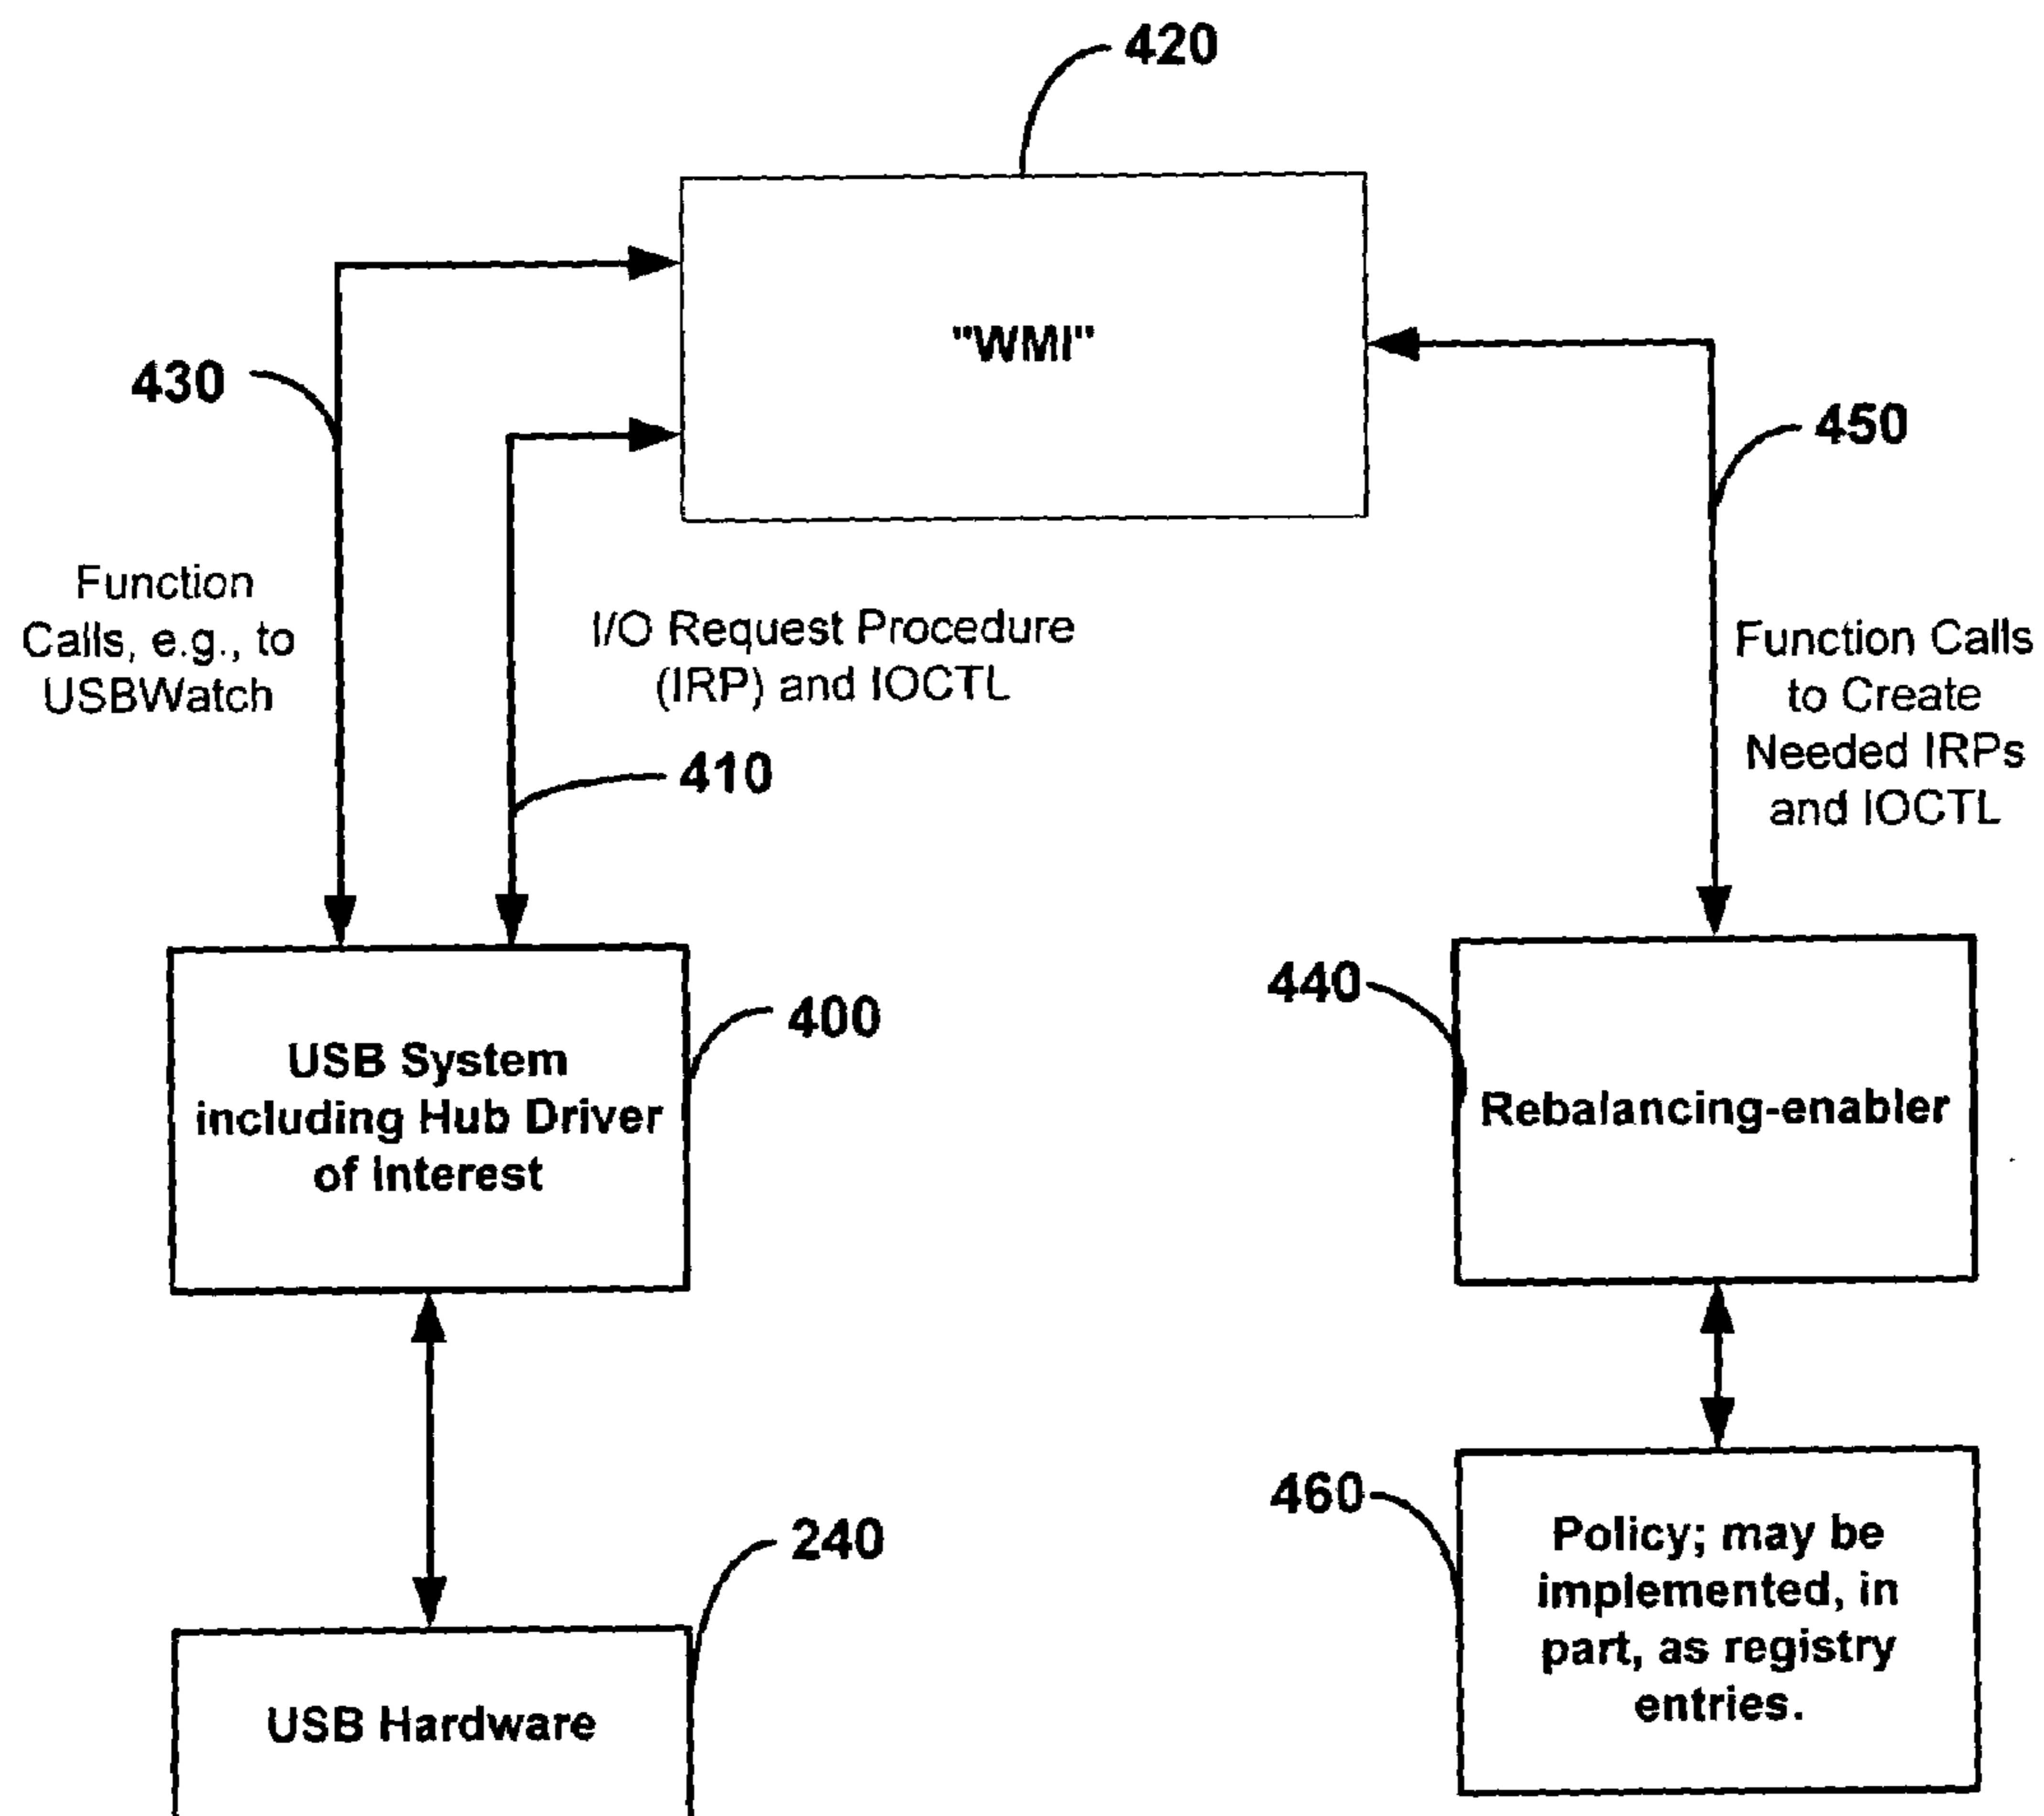 420
"WMI"
430
450
Function
Calls, e.g., to
USBWatch
I/O Request Procedure
(IRP) and IOCTL
410
Function Calls
to Create
Needed IRPs
and IOCTL
400
USB System
including Hub Driver
of Interest
440
Rebalancing-enabler
240
USB Hardware
460
Policy; may be
implemented, in
part, as registry
entries.